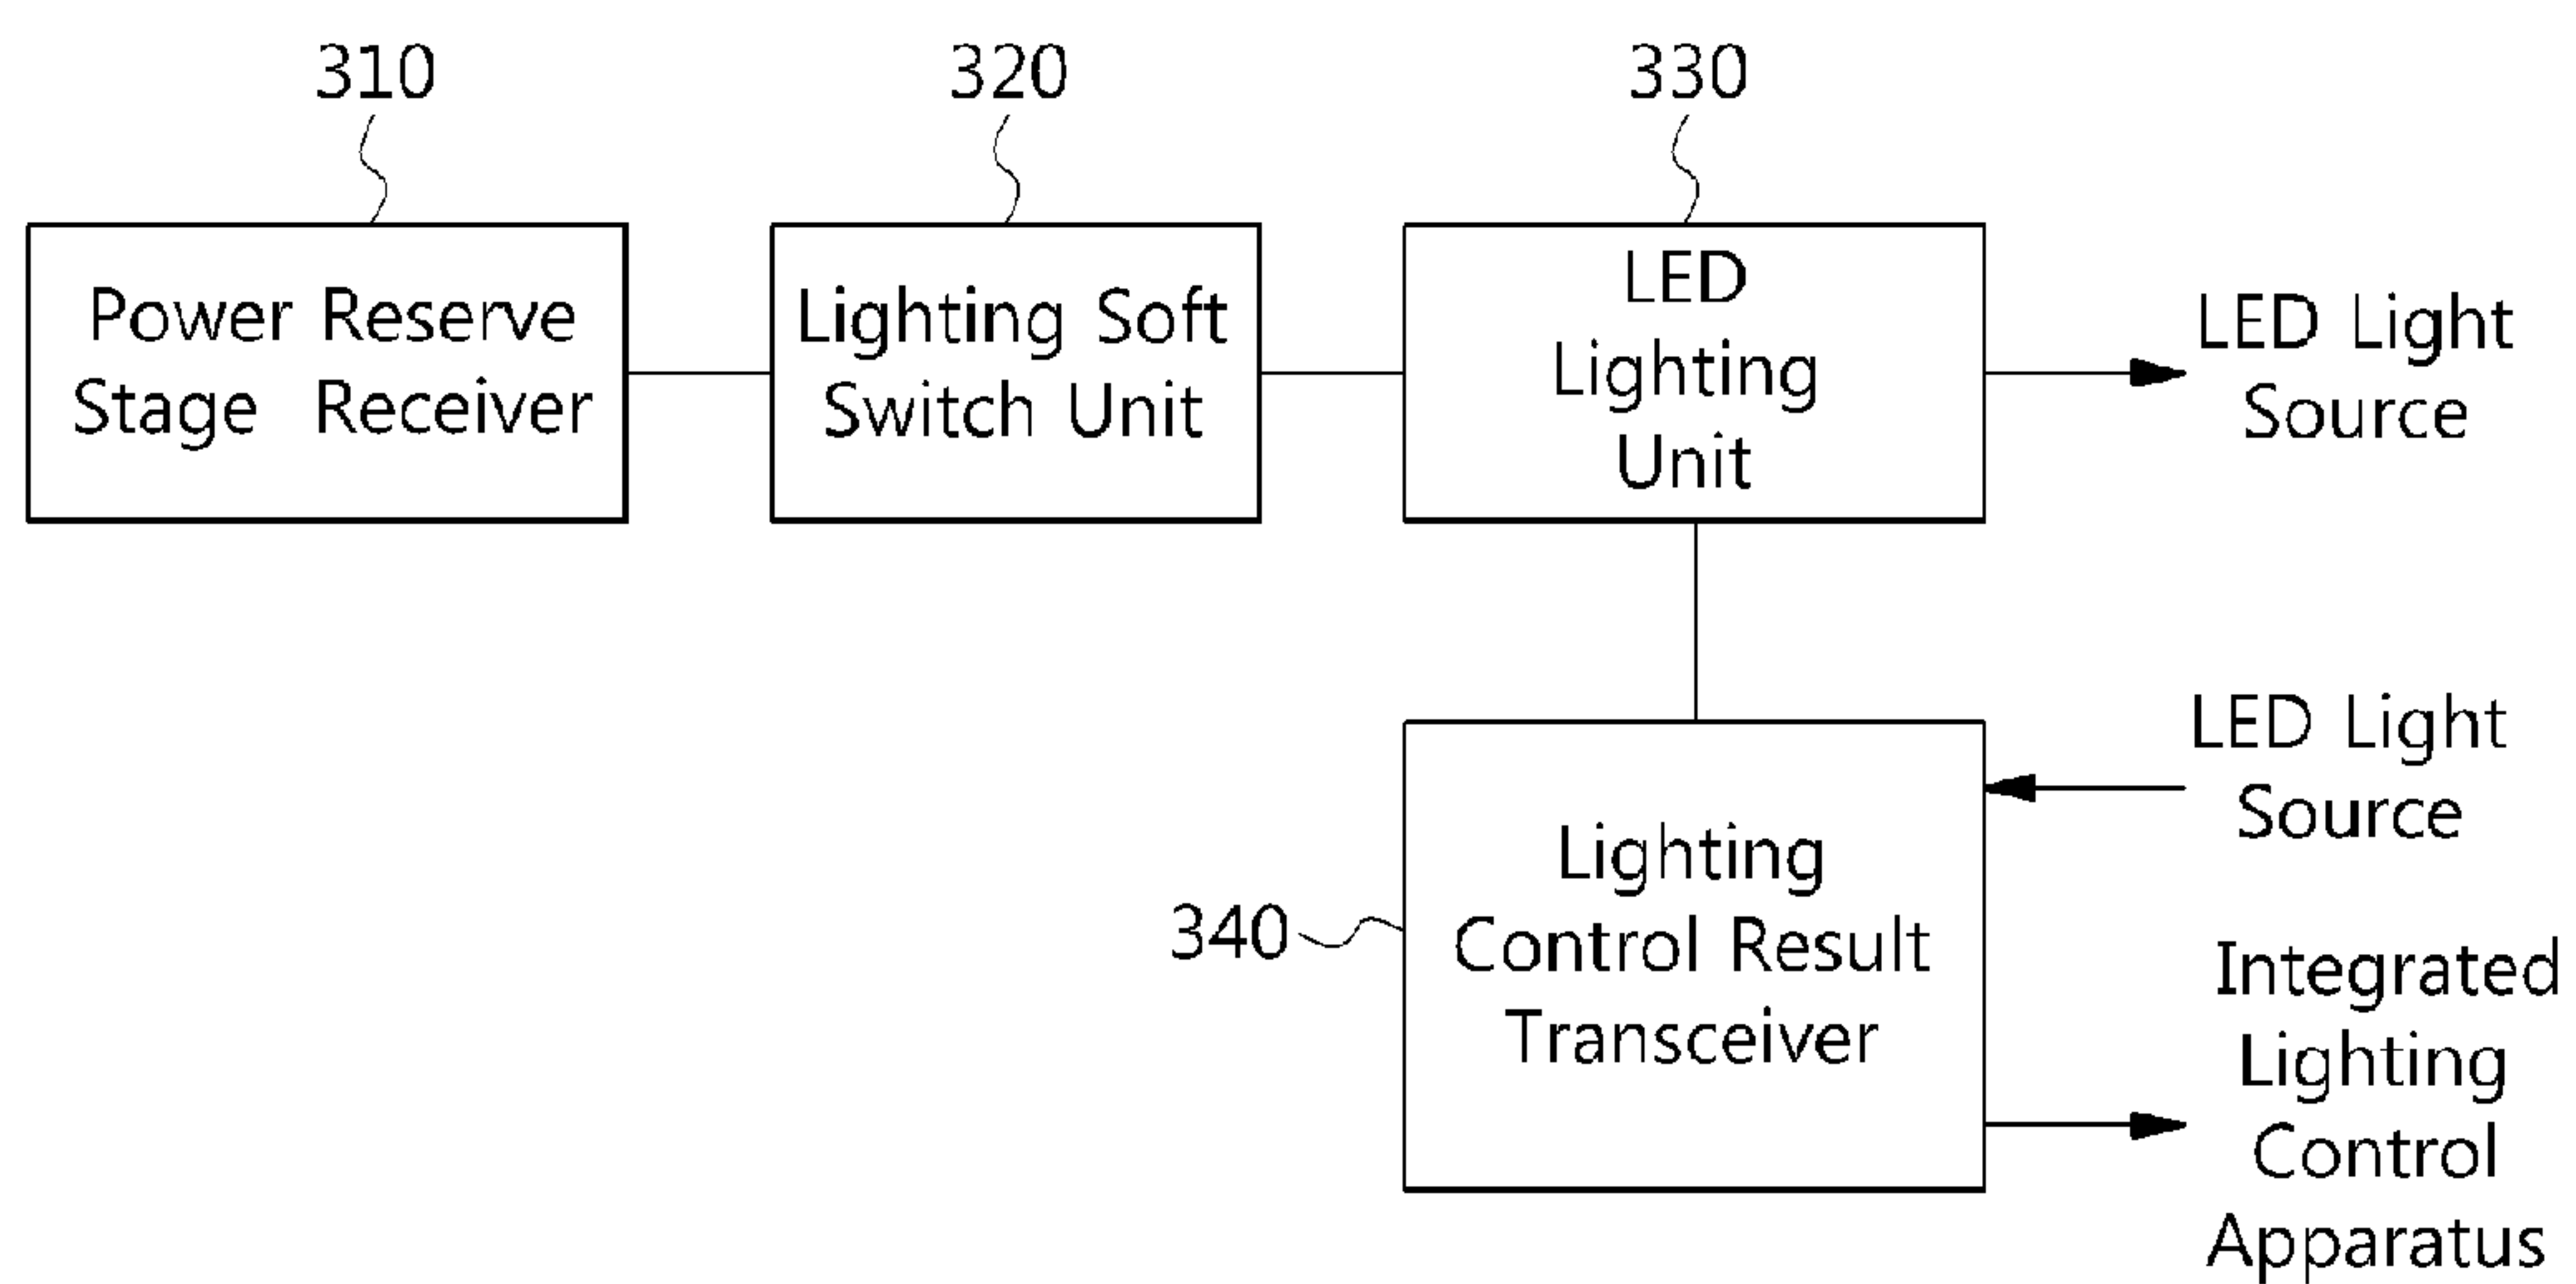 310
320
330
Power Reserve
Stage Receiver
Lighting Soft
Switch Unit
LED
Lighting
Unit
LED Light
Source
340
Lighting
Control Result
Transceiver
LED Light
Source
Integrated
Lighting
Control
Apparatus